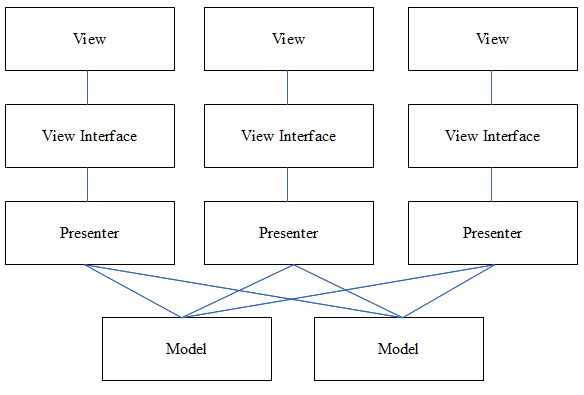 View
View
View
View Interface
View Interface
View Interface
Presenter
Presenter
Presenter
Model
Model